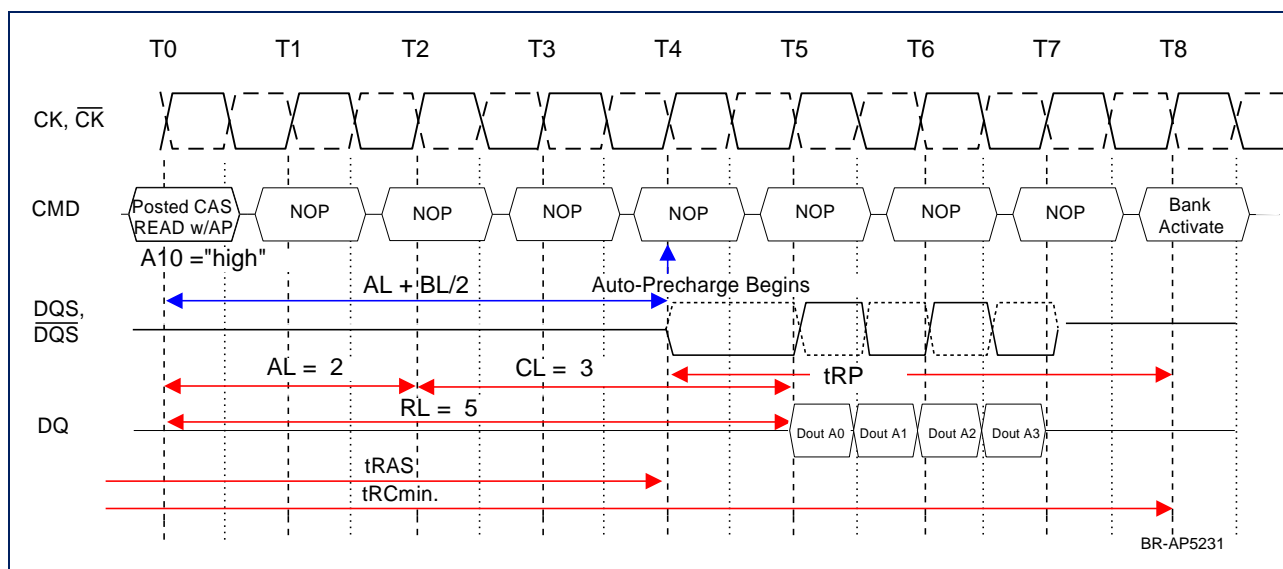 T0 T1 T2 T3 T4 T5 T6 T7 T8
CK, CK
CMD
Posted CAS
READ w/AP
NOP NOP NOP NOP NOP NOP NOP
Bank
Activate
A10 ="high"
AL + BL/2
Auto-Precharge Begins
DQS,
DQS
AL = 2
CL = 3
tRP
RL = 5
DQ
Dout A0 Dout A1 Dout A2 Dout A3
tRAS
tRCmin.
BR-AP5231